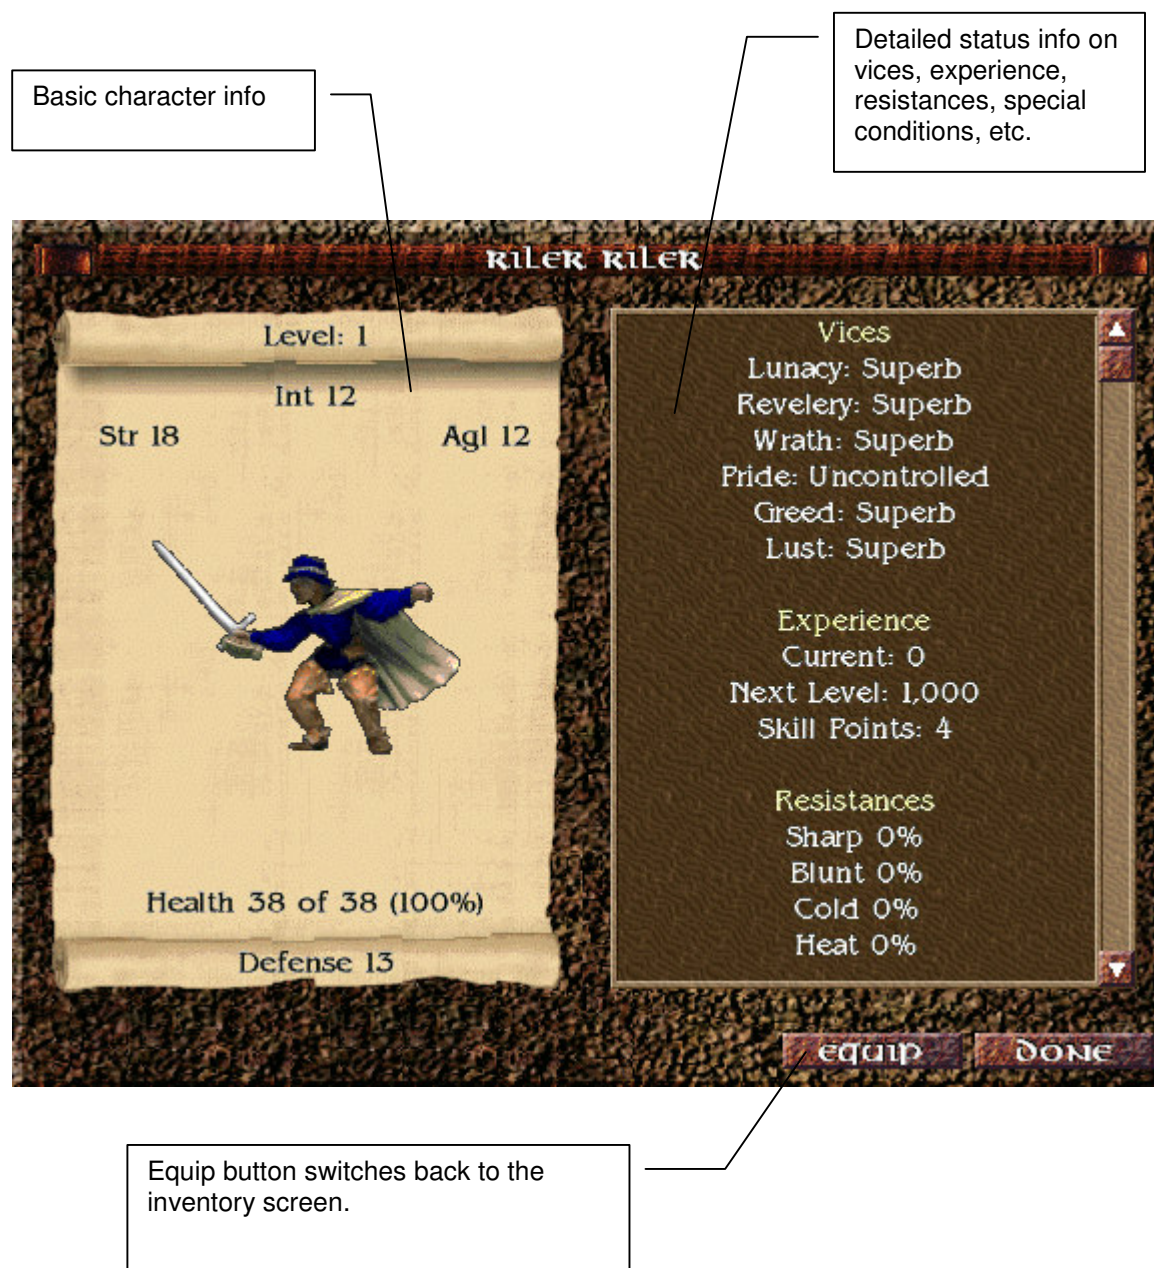 Detailed status info on
vices, experience,
resistances, special
conditions, etc.
Basic character info
RILER RILER
Level: 1
Int 12
Str 18
Agl 12
Health 38 of 38 (100%)
Defense 13
Vices
Lunacy: Superb
Revelery: Superb
Wrath: Superb
Pride: Uncontrolled
Greed: Superb
Lust: Superb
Experience
Current: 0
Next Level: 1,000
Skill Points: 4
Resistances
Sharp 0%
Blunt 0%
Cold 0%
Heat 0%
EQUIP
DONE
Equip button switches back to the
inventory screen.